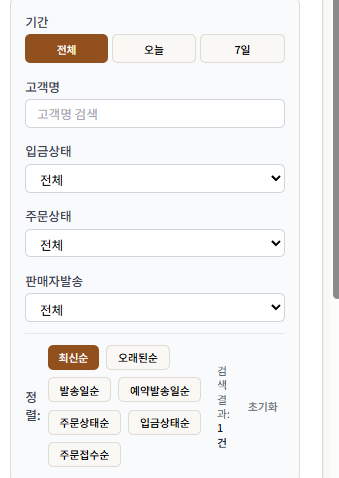 기간
전체 오늘 7일
고객명
고객명 검색
입금상태
전체
주문상태
전체
판매자발송
전체
정렬:
최신순 오래된순
발송일순 예약발송일순
주문상태순 입금상태순
주문접수순
검색결과: 1건
초기화